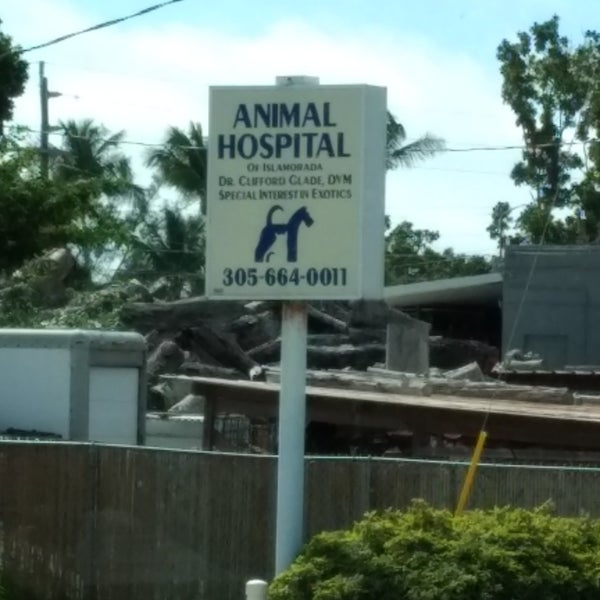 ANIMAL
HOSPITAL
OF ISLAMORADA
DR. CLIFFORD GLADE, DVM
SPECIAL INTEREST IN EXOTICS
305-664-0011